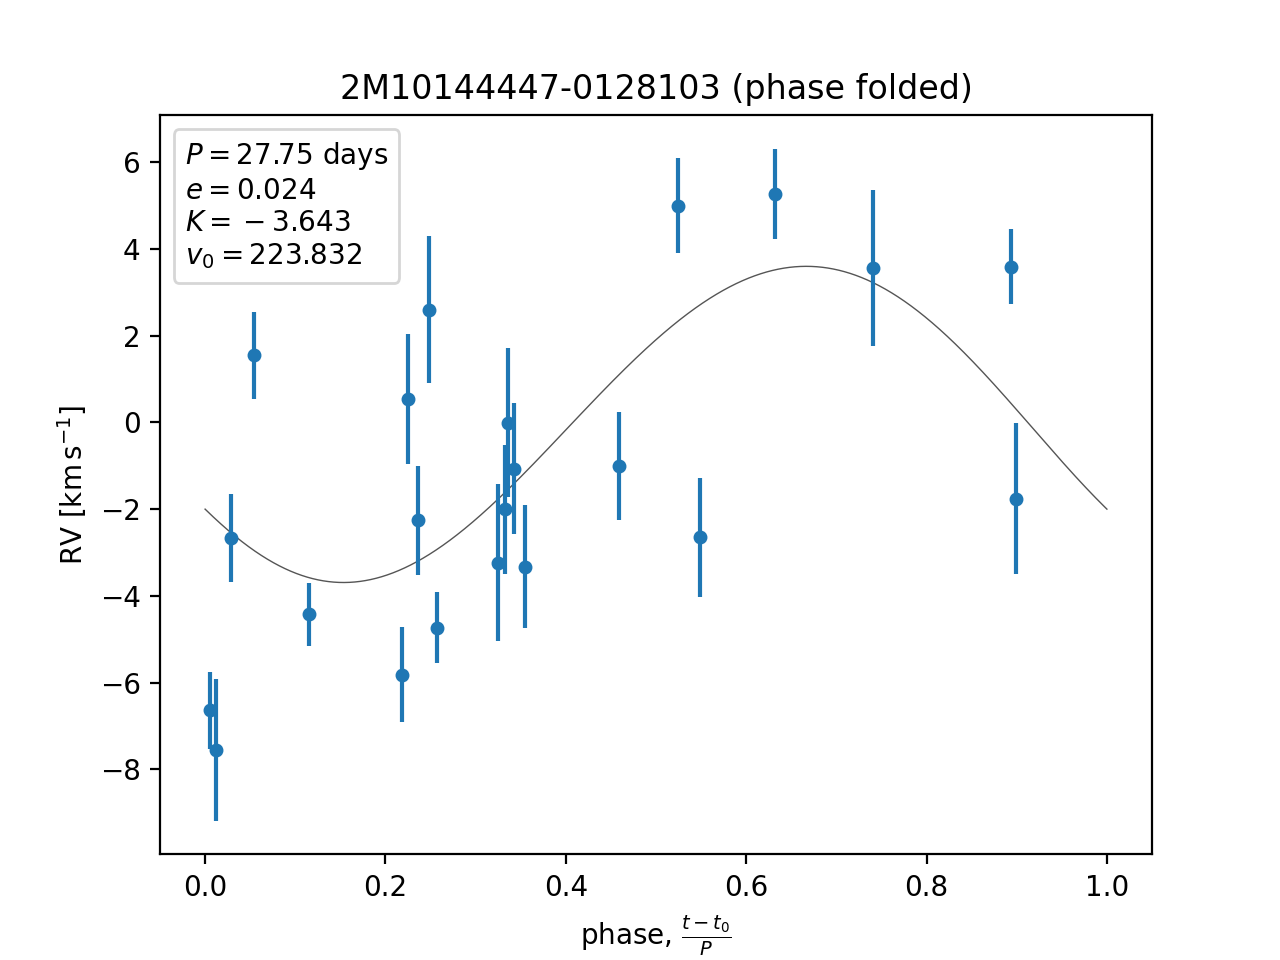 2M10144447-0128103 (phase folded)
P = 27.75 days
e = 0.024
K = −3.643
v₀ = 223.832
6
4
2
0
−2
−4
−6
−8
RV [km s⁻¹]
0.0 0.2 0.4 0.6 0.8 1.0
phase, (t − t₀)/P